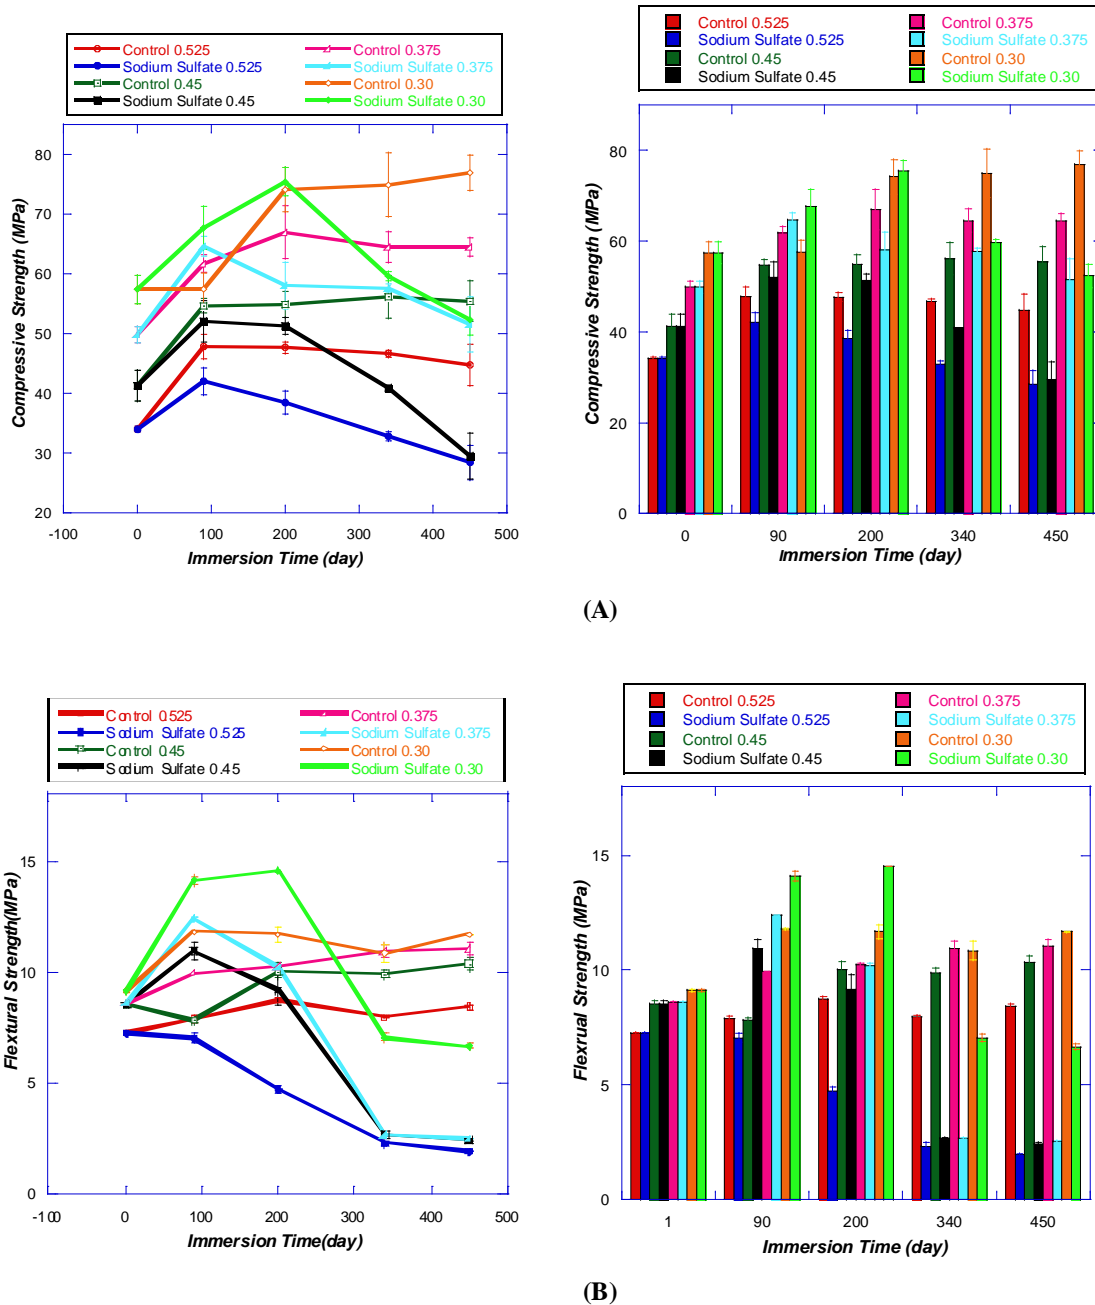 Control 0.525
Sodium Sulfate 0.525
Control 0.45
Sodium Sulfate 0.45
Control 0.375
Sodium Sulfate 0.375
Control 0.30
Sodium Sulfate 0.30
80
70
60
50
40
30
20
-100 0 100 200 300 400 500
Compressive Strength (MPa)
Immersion Time (day)
Control 0.525
Sodium Sulfate 0.525
Control 0.45
Sodium Sulfate 0.45
Control 0.375
Sodium Sulfate 0.375
Control 0.30
Sodium Sulfate 0.30
80
60
40
20
0
0 90 200 340 450
Compressive Strength (MPa)
Immersion Time (day)
(A)
Control 0.525
Sodium Sulfate 0.525
Control 0.45
Sodium Sulfate 0.45
Control 0.375
Sodium Sulfate 0.375
Control 0.30
Sodium Sulfate 0.30
15
10
5
0
-100 0 100 200 300 400 500
Flextural Strength(MPa)
Immersion Time(day)
Control 0.525
Sodium Sulfate 0.525
Control 0.45
Sodium Sulfate 0.45
Control 0.375
Sodium Sulfate 0.375
Control 0.30
Sodium Sulfate 0.30
15
10
5
0
1 90 200 340 450
Flexrual Strength (MPa)
Immersion Time (day)
(B)